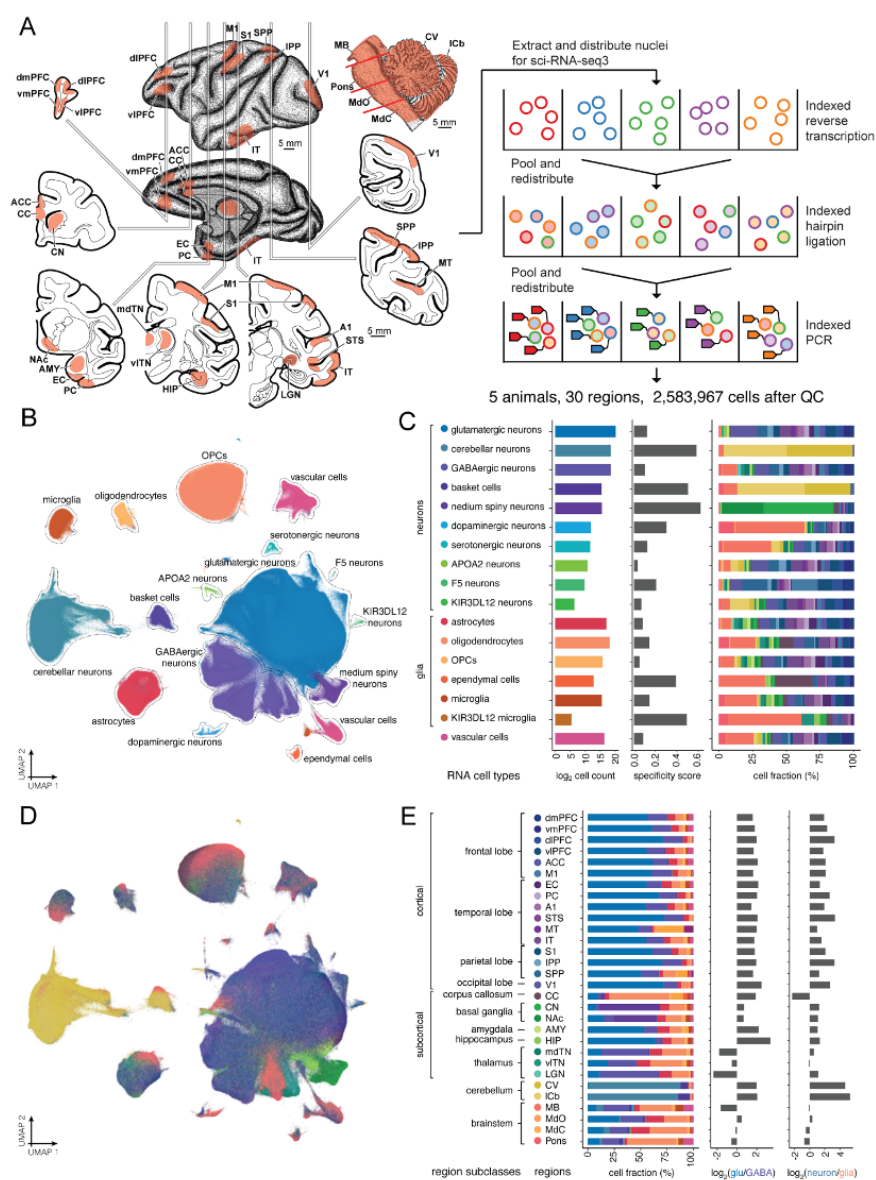 A
M1
S1
SPP
IPP
dlPFC
V1
vlPFC
IT
5 mm
dmPFC
dlPFC
vmPFC
vlPFC
MB
CV
ICb
Pons
MdO
MdC
5 mm
ACC
CC
dmPFC
vmPFC
EC
PC
IT
ACC
CC
CN
V1
SPP
IPP
MT
M1
S1
mdTN
vlTN
HIP
NAc
AMY
EC
PC
A1
STS
IT
LGN
5 mm
Extract and distribute nuclei
for sci-RNA-seq3
Indexed
reverse
transcription
Pool and
redistribute
Indexed
hairpin
ligation
Pool and
redistribute
Indexed
PCR
5 animals, 30 regions, 2,583,967 cells after QC
B
OPCs
microglia
oligodendrocytes
vascular cells
serotonergic neurons
glutamatergic neurons
F5 neurons
APOA2 neurons
basket cells
KIR3DL12
neurons
cerebellar neurons
GABAergic
neurons
medium spiny
neurons
astrocytes
vascular cells
dopaminergic neurons
ependymal cells
UMAP 2
UMAP 1
C
neurons
glia
glutamatergic neurons
cerebellar neurons
GABAergic neurons
basket cells
nedium spiny neurons
dopaminergic neurons
serotonergic neurons
APOA2 neurons
F5 neurons
KIR3DL12 neurons
astrocytes
oligodendrocytes
OPCs
ependymal cells
microglia
KIR3DL12 microglia
vascular cells
0 5 10 15 20
0.0 0.2 0.4 0.6
0 25 50 75 100
RNA cell types log₂ cell count specificity score cell fraction (%)
D
UMAP 2
UMAP 1
E
cortical
subcortical
frontal lobe
temporal lobe
parietal lobe
occipital lobe
corpus callosum
basal ganglia
amygdala
hippocampus
thalamus
cerebellum
brainstem
dmPFC
vmPFC
dlPFC
vlPFC
ACC
M1
EC
PC
A1
STS
MT
IT
S1
IPP
SPP
V1
CC
CN
NAc
AMY
HIP
mdTN
vlTN
LGN
CV
ICb
MB
MdO
MdC
Pons
0 25 50 75 100
-2 0 2
-2 0 2 4
region subclasses regions cell fraction (%) log₂(glu/GABA) log₂(neuron/glia)